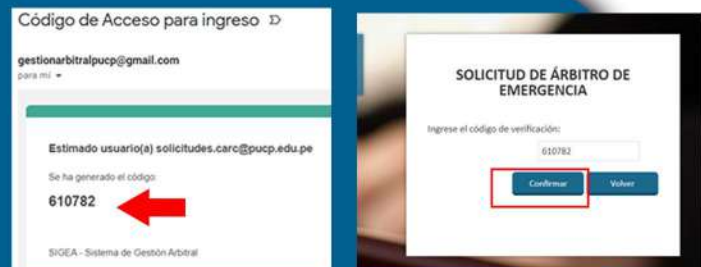 Código de Acceso para ingreso
gestionarbitralpucp@gmail.com
para mí
Estimado usuario(a) solicitudes.carc@pucp.edu.pe
Se ha generado el código:
610782
SIGEA - Sistema de Gestión Arbitral
SOLICITUD DE ÁRBITRO DE
EMERGENCIA
Ingrese el código de verificación:
610782
Confirmar
Volver